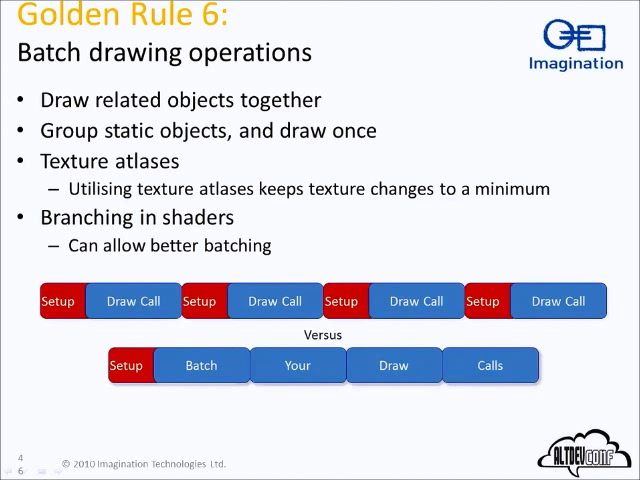 Golden Rule 6:
Batch drawing operations
Imagination
• Draw related objects together
• Group static objects, and draw once
• Texture atlases
– Utilising texture atlases keeps texture changes to a minimum
• Branching in shaders
– Can allow better batching
Setup Draw Call Setup Draw Call Setup Draw Call Setup Draw Call
Versus
Setup Batch Your Draw Calls
4
6
© 2010 Imagination Technologies Ltd.
ALTDEVCONF